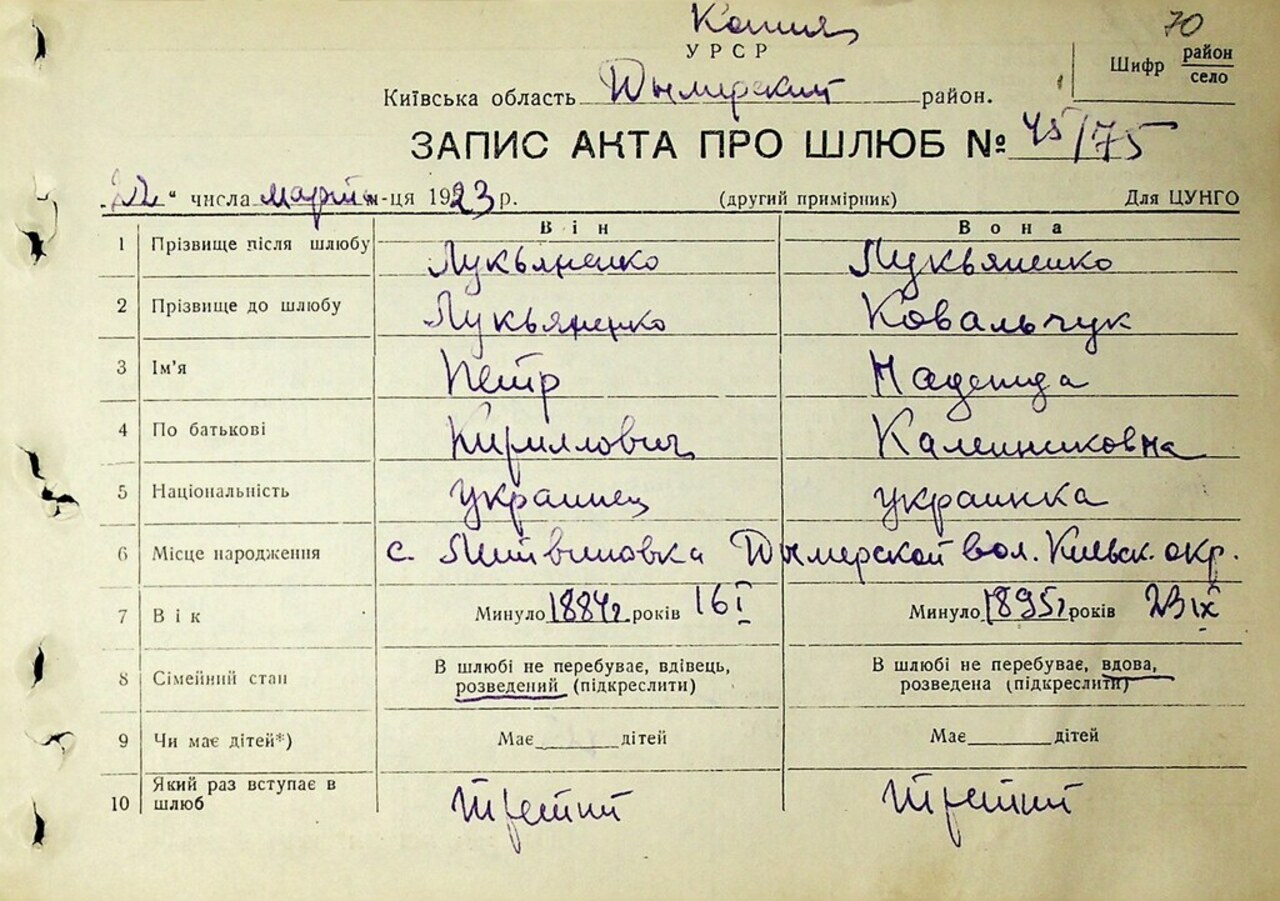 Копия
70
УРСР
Шифр район село
Київська область Дымерский район.
ЗАПИС АКТА ПРО ШЛЮБ № 45/75
„22“ числа марта м-ця 1923 р. (другий примірник) Для ЦУНГО
Він Вона
1 Прізвище після шлюбу Лукьяненко Лукьяненко
2 Прізвище до шлюбу Лукьяненко Ковальчук
3 Ім'я Петр Надежда
4 По батькові Кириллович Калинниковна
5 Національність украинец украинка
6 Місце народження с. Литвиновка Дымерской вол. Киевск. окр.
7 Вік Минуло 1884г років 16 I Минуло 1895г років 23 IX
8 Сімейний стан В шлюбі не перебуває, вдівець, В шлюбі не перебуває, вдова,
розведений (підкреслити) розведена (підкреслити)
9 Чи має дітей*) Має дітей Має дітей
10 Який раз вступає в
шлюб третий третий